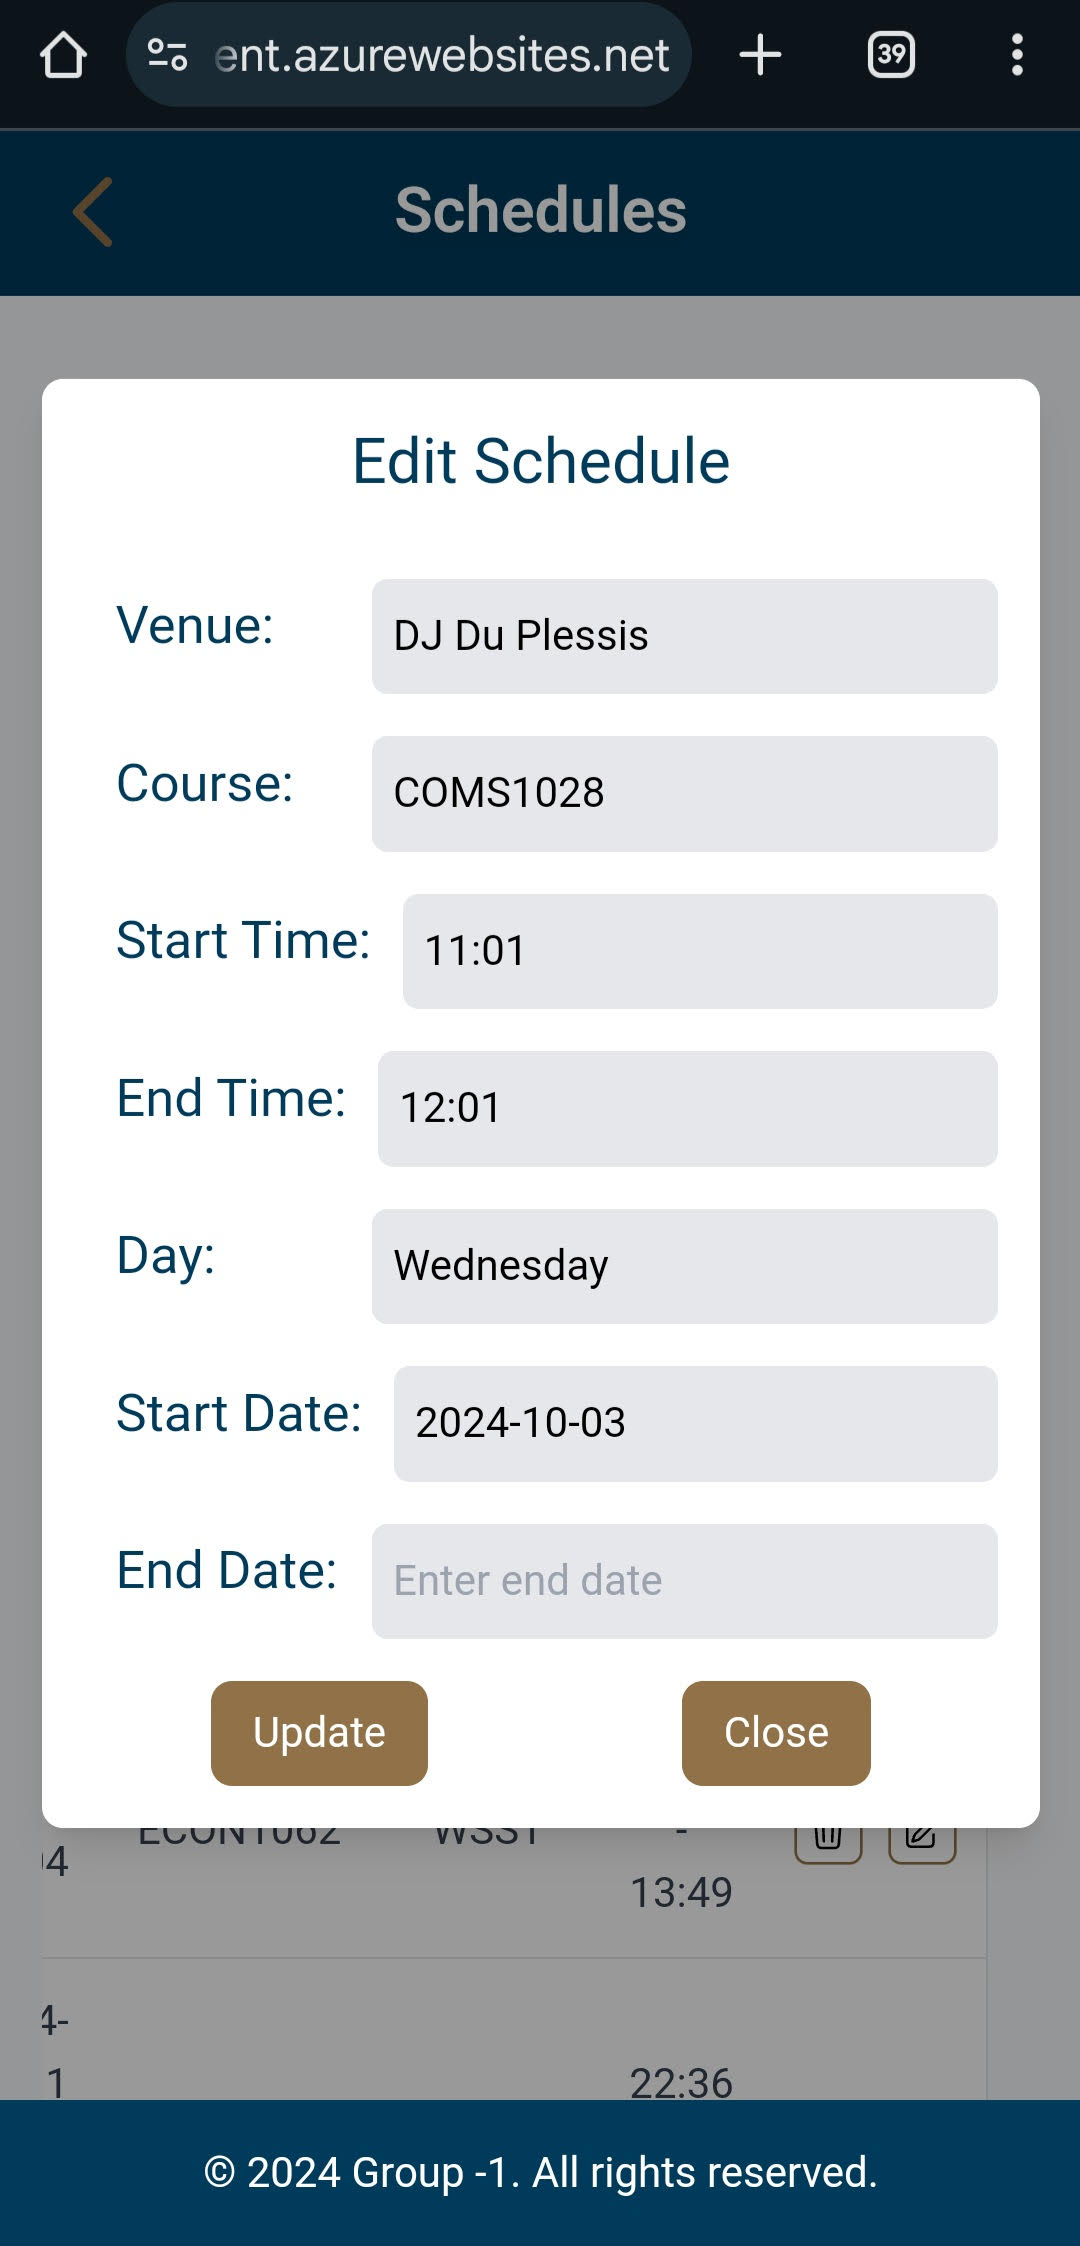 ent.azurewebsites.net
39
Schedules
Edit Schedule
Venue: DJ Du Plessis
Course: COMS1028
Start Time: 11:01
End Time: 12:01
Day: Wednesday
Start Date: 2024-10-03
End Date: Enter end date
Update Close
ECON1062 WSS1 -
4
13:49
4-
1 22:36
© 2024 Group -1. All rights reserved.